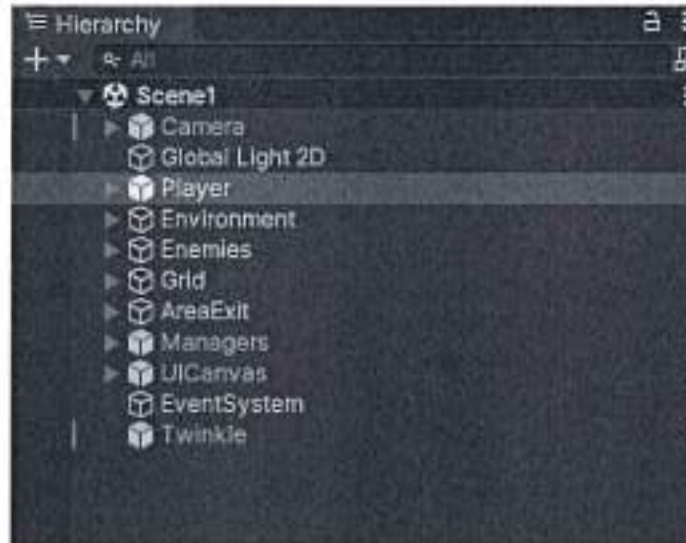 Hierarchy
All
Scene1
Camera
Global Light 2D
Player
Environment
Enemies
Grid
AreaExit
Managers
UICanvas
EventSystem
Twinkle